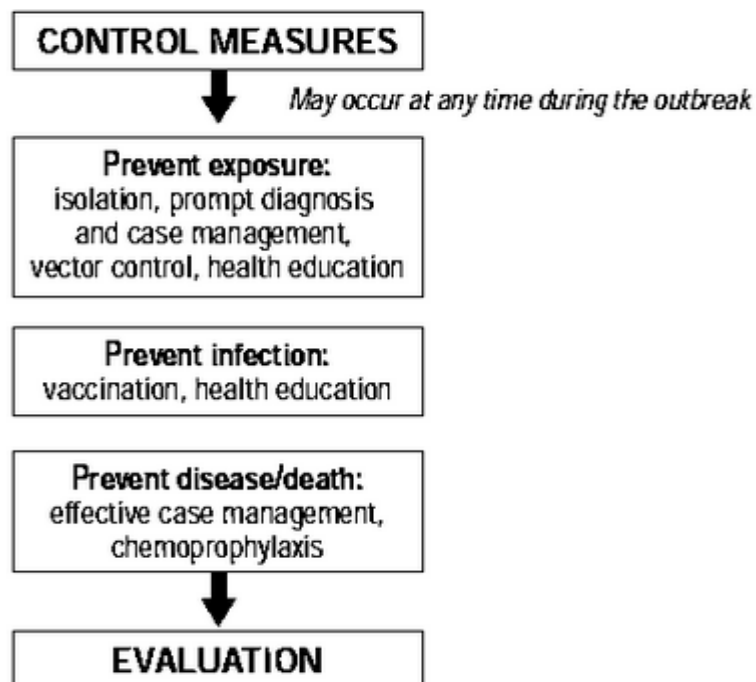 CONTROL MEASURES
May occur at any time during the outbreak
Prevent exposure:
isolation, prompt diagnosis
and case management,
vector control, health education
Prevent infection:
vaccination, health education
Prevent disease/death:
effective case management,
chemoprophylaxis
EVALUATION